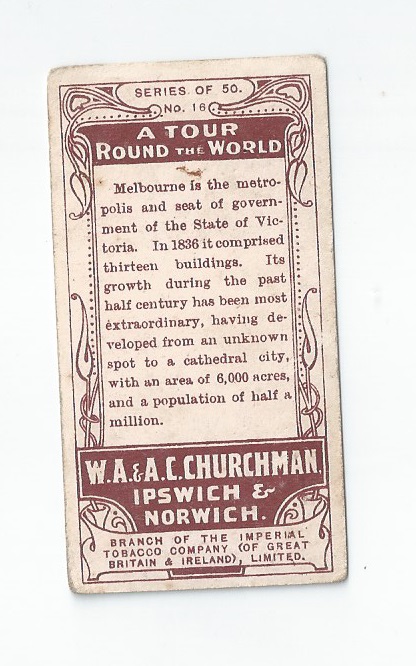 SERIES OF 50.
No. 16
A TOUR
ROUND THE WORLD
Melbourne is the metro-
polis and seat of govern-
ment of the State of Vic-
toria. In 1836 it comprised
thirteen buildings. Its
growth during the past
half century has been most
extraordinary, having de-
veloped from an unknown
spot to a cathedral city,
with an area of 6,000 acres,
and a population of half a
million.
W.A. & A.C. CHURCHMAN,
IPSWICH &
NORWICH.
BRANCH OF THE IMPERIAL
TOBACCO COMPANY (OF GREAT
BRITAIN & IRELAND), LIMITED.